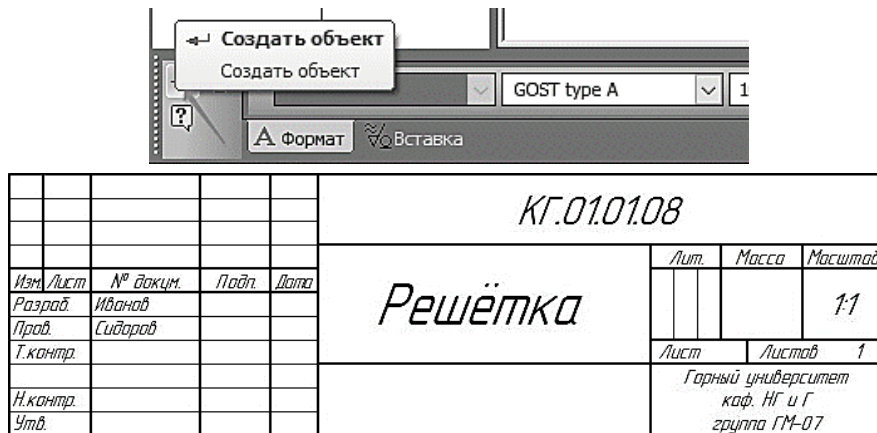 Создать объект
Создать объект
GOST type A 1
А Формат Вставка
КГ.01.01.08
Лит. Масса Масштаб
Изм. Лист № докум. Подп. Дата
Решётка
Разраб. Иванов
1:1
Пров. Сидоров
Т.контр.
Лист Листов 1
Горный университет
Н.контр.
каф. НГ и Г
Утв.
группа ГМ-07